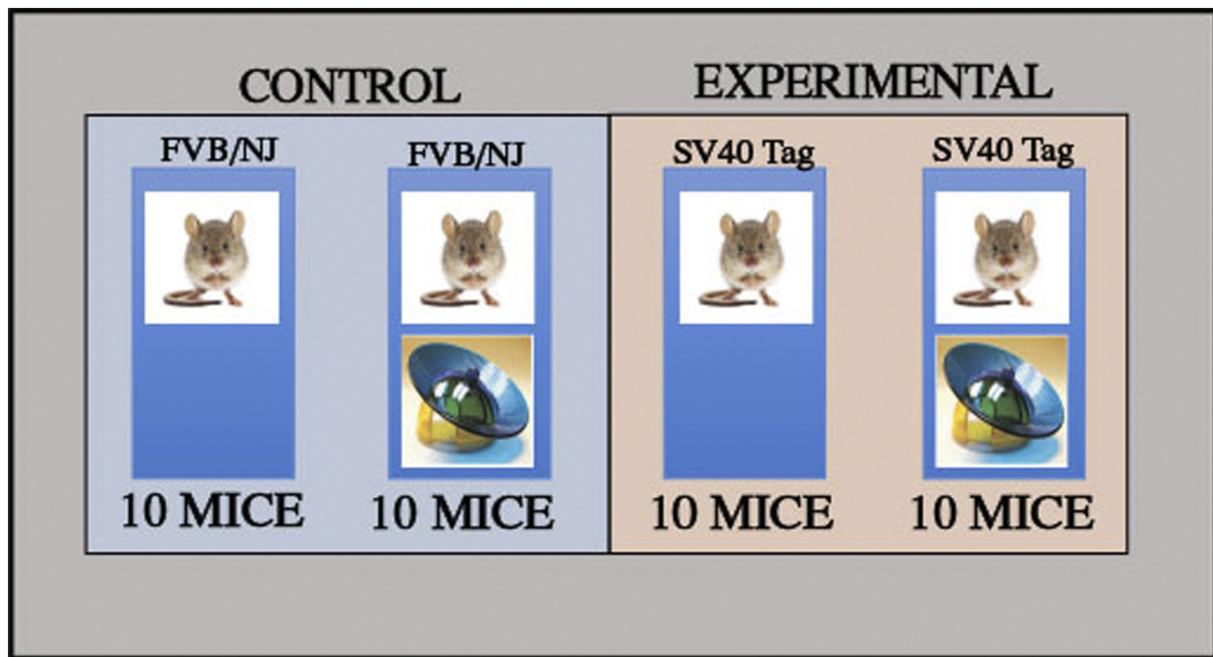 CONTROL
EXPERIMENTAL
FVB/NJ
FVB/NJ
SV40 Tag
SV40 Tag
10 MICE
10 MICE
10 MICE
10 MICE